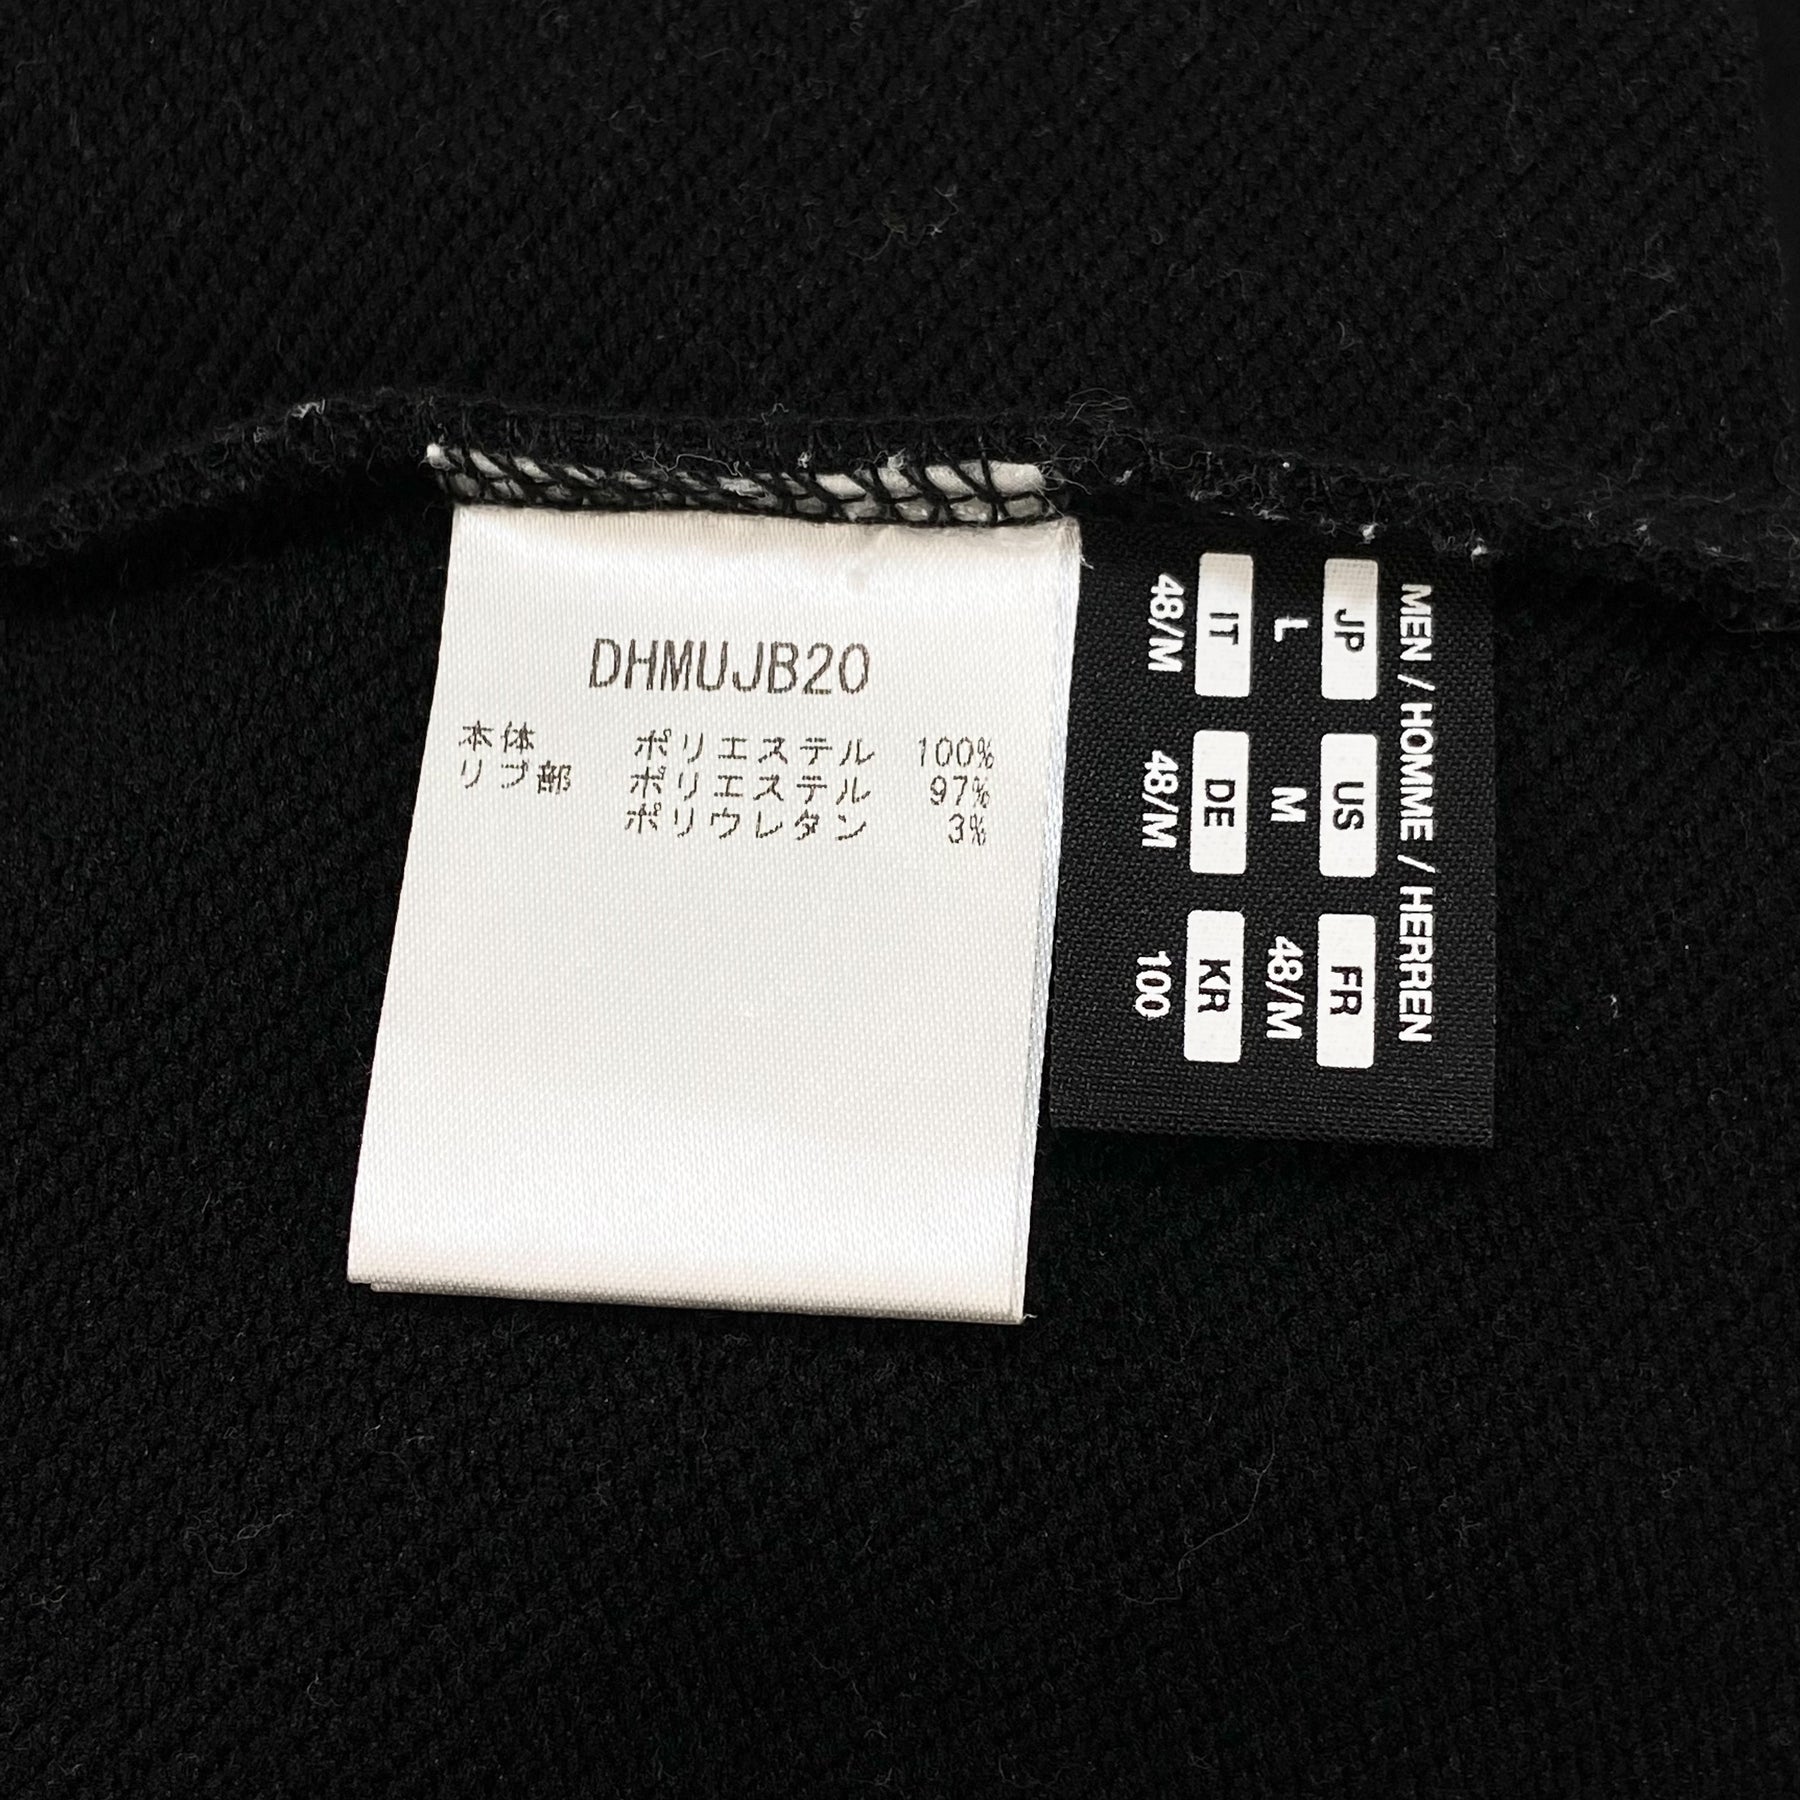 DHMUJB20
本体 ポリエステル 100%
リブ部 ポリエステル 97%
ポリウレタン 3%
MEN / HOMME / HERREN
JP US FR
L M 48/M
IT DE KR
48/M 48/M 100